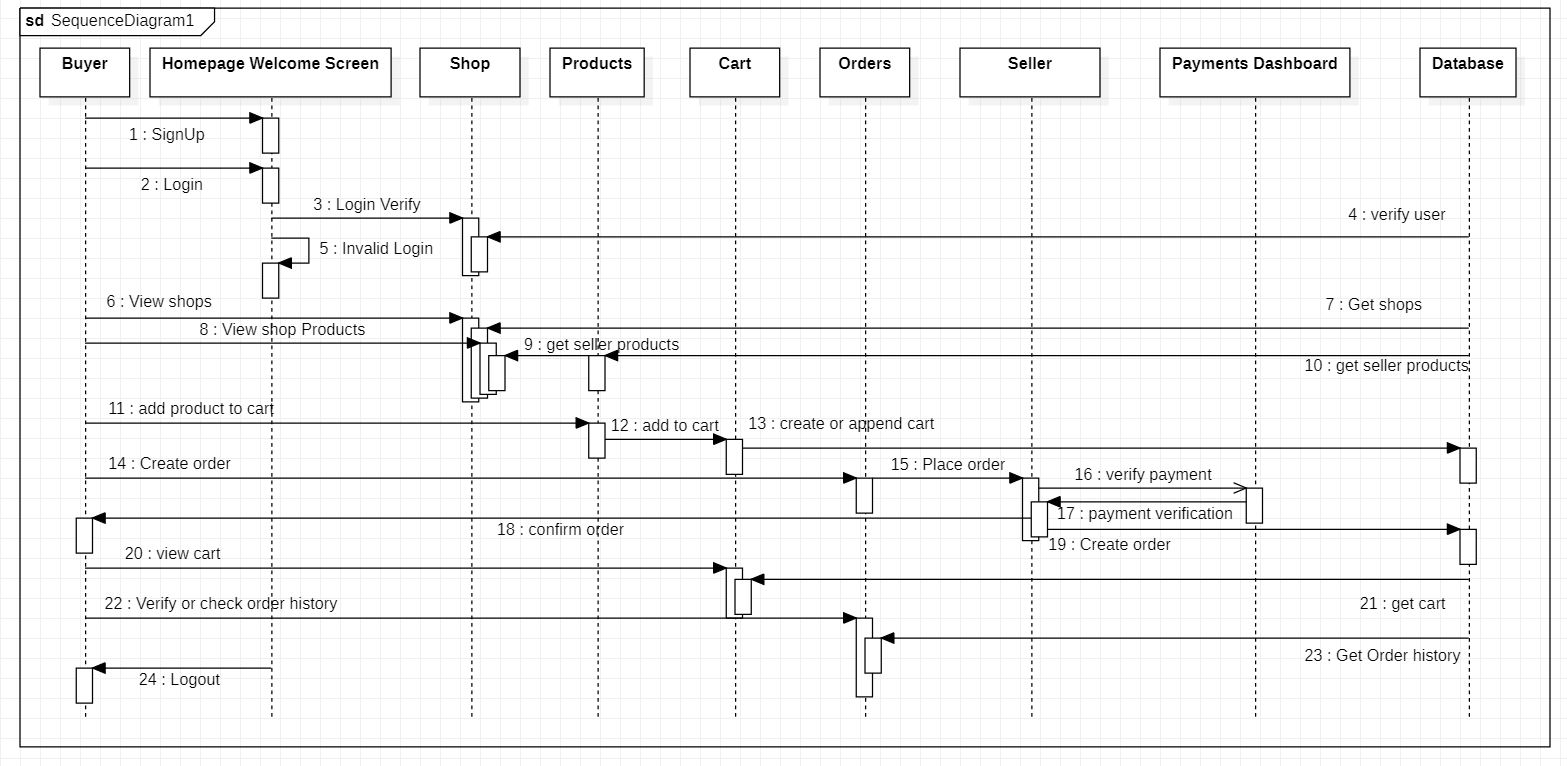 sd SequenceDiagram1
Buyer
Homepage Welcome Screen
Shop
Products
Cart
Orders
Seller
Payments Dashboard
Database
1 : SignUp
2 : Login
3 : Login Verify
4 : verify user
5 : Invalid Login
6 : View shops
7 : Get shops
8 : View shop Products
9 : get seller products
10 : get seller products
11 : add product to cart
12 : add to cart
13 : create or append cart
14 : Create order
15 : Place order
16 : verify payment
17 : payment verification
18 : confirm order
19 : Create order
20 : view cart
21 : get cart
22 : Verify or check order history
23 : Get Order history
24 : Logout